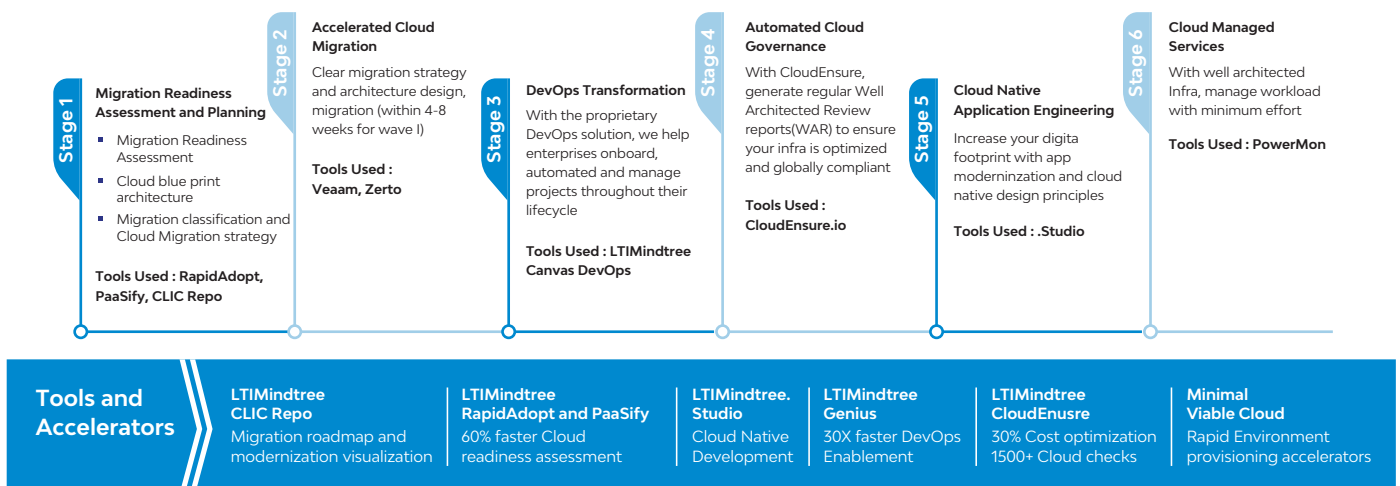 Stage 1
Migration Readiness
Assessment and Planning
Migration Readiness
Assessment
Cloud blue print
architecture
Migration classification and
Cloud Migration strategy
Tools Used : RapidAdopt,
PaaSify, CLIC Repo
Stage 2
Accelerated Cloud
Migration
Clear migration strategy
and architecture design,
migration (within 4-8
weeks for wave I)
Tools Used :
Veaam, Zerto
Stage 3
DevOps Transformation
With the proprietary
DevOps solution, we help
enterprises onboard,
automated and manage
projects throughout their
lifecycle
Tools Used : LTIMindtree
Canvas DevOps
Stage 4
Automated Cloud
Governance
With CloudEnsure,
generate regular Well
Architected Review
reports(WAR) to ensure
your infra is optimized
and globally compliant
Tools Used :
CloudEnsure.io
Stage 5
Cloud Native
Application Engineering
Increase your digita
footprint with app
moderninzation and cloud
native design principles
Tools Used : .Studio
Stage 6
Cloud Managed
Services
With well architected
Infra, manage workload
with minimum effort
Tools Used : PowerMon
Tools and
Accelerators
LTIMindtree
CLIC Repo
Migration roadmap and
modernization visualization
LTIMindtree
RapidAdopt and PaaSify
60% faster Cloud
readiness assessment
LTIMindtree.
Studio
Cloud Native
Development
LTIMindtree
Genius
30X faster DevOps
Enablement
LTIMindtree
CloudEnusre
30% Cost optimization
1500+ Cloud checks
Minimal
Viable Cloud
Rapid Environment
provisioning accelerators